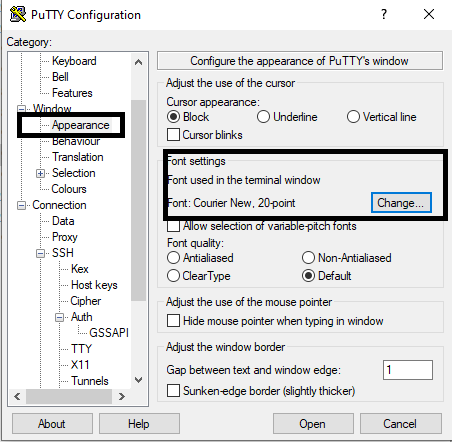 PuTTY Configuration
Category:
Keyboard
Bell
Features
Window
Appearance
Behaviour
Translation
Selection
Colours
Connection
Data
Proxy
SSH
Kex
Host keys
Cipher
Auth
GSSAPI
TTY
X11
Tunnels
Configure the appearance of PuTTY's window
Adjust the use of the cursor
Cursor appearance:
Block Underline Vertical line
Cursor blinks
Font settings
Font used in the terminal window
Font: Courier New, 20-point Change...
Allow selection of variable-pitch fonts
Font quality:
Antialiased Non-Antialiased
ClearType Default
Adjust the use of the mouse pointer
Hide mouse pointer when typing in window
Adjust the window border
Gap between text and window edge: 1
Sunken-edge border (slightly thicker)
About Help Open Cancel